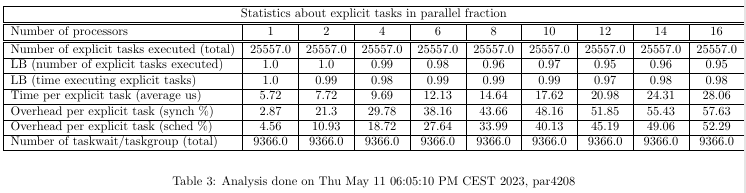 Statistics about explicit tasks in parallel fraction
Number of processors 1 2 4 6 8 10 12 14 16
Number of explicit tasks executed (total) 25557.0 25557.0 25557.0 25557.0 25557.0 25557.0 25557.0 25557.0 25557.0
LB (number of explicit tasks executed) 1.0 1.0 0.99 0.98 0.96 0.97 0.95 0.96 0.95
LB (time executing explicit tasks) 1.0 0.99 0.98 0.99 0.99 0.99 0.97 0.98 0.98
Time per explicit task (average us) 5.72 7.72 9.69 12.13 14.64 17.62 20.98 24.31 28.06
Overhead per explicit task (synch %) 2.87 21.3 29.78 38.16 43.66 48.16 51.85 55.43 57.63
Overhead per explicit task (sched %) 4.56 10.93 18.72 27.64 33.99 40.13 45.19 49.06 52.29
Number of taskwait/taskgroup (total) 9366.0 9366.0 9366.0 9366.0 9366.0 9366.0 9366.0 9366.0 9366.0
Table 3: Analysis done on Thu May 11 06:05:10 PM CEST 2023, par4208